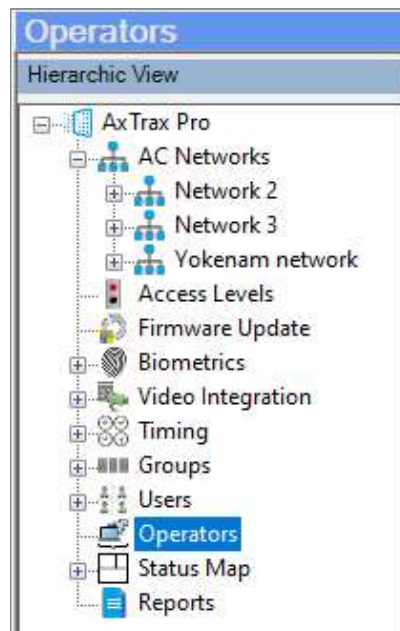 Operators
Hierarchic View
AxTrax Pro
AC Networks
Network 2
Network 3
Yokenam network
Access Levels
Firmware Update
Biometrics
Video Integration
Timing
Groups
Users
Operators
Status Map
Reports